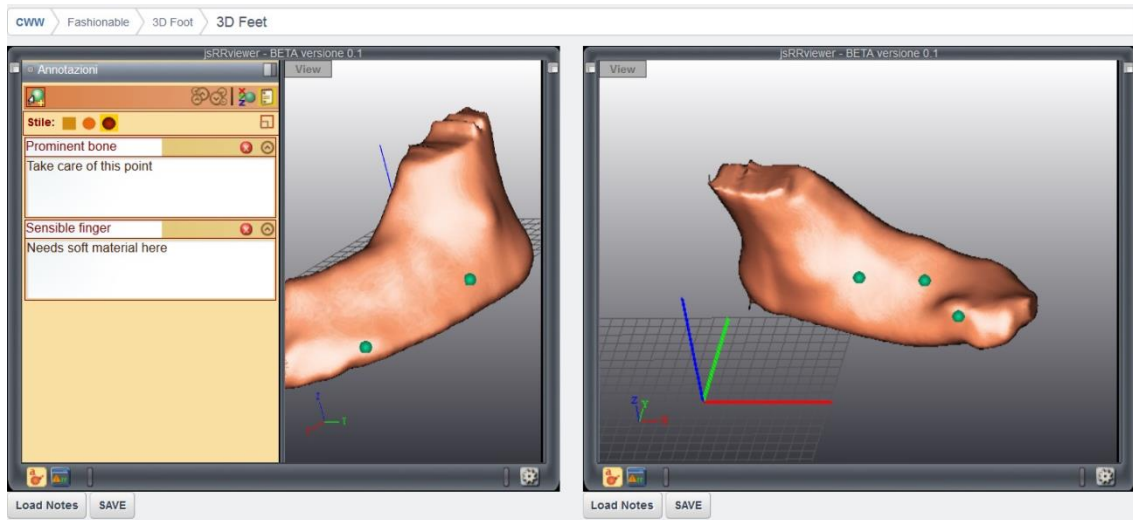 CWW Fashionable 3D Foot 3D Feet
jsRRviewer - BETA versione 0.1
Annotazioni
View
Stile:
Prominent bone
Take care of this point
Sensible finger
Needs soft material here
Load Notes SAVE
jsRRviewer - BETA versione 0.1
View
Z Y
Load Notes SAVE